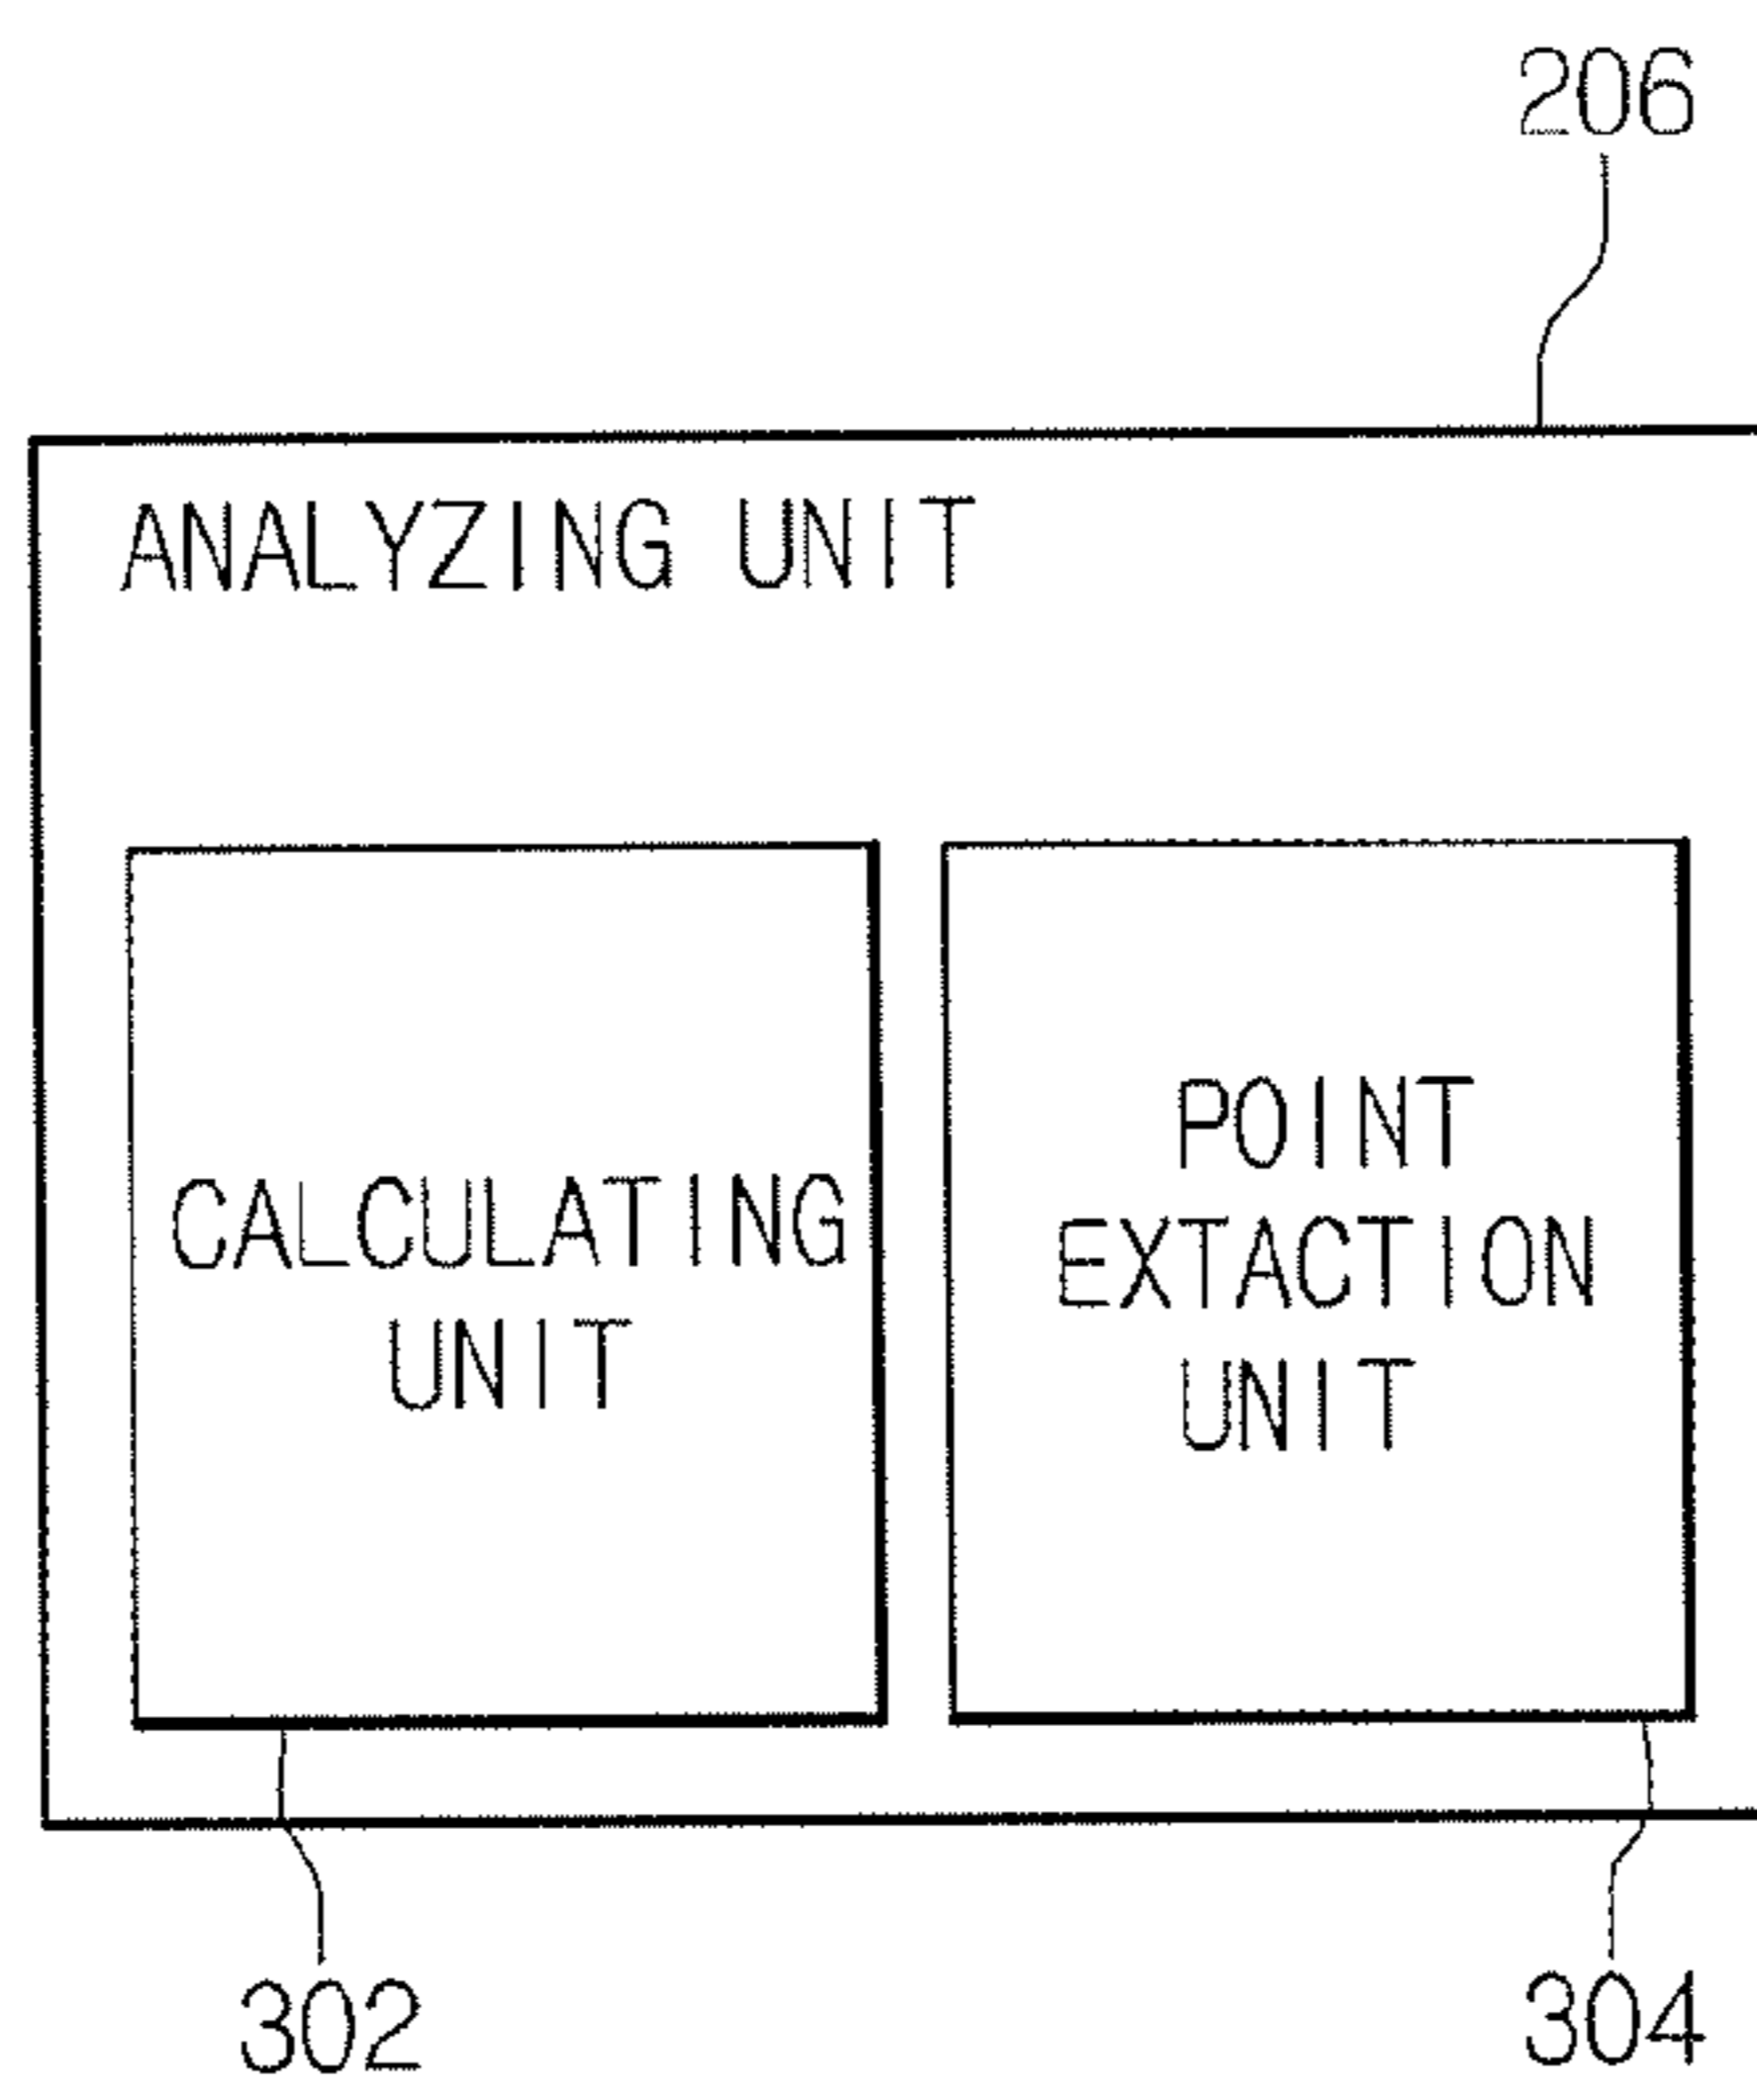 206
ANALYZING UNIT
CALCULATING
UNIT
POINT
EXTACTION
UNIT
302
304